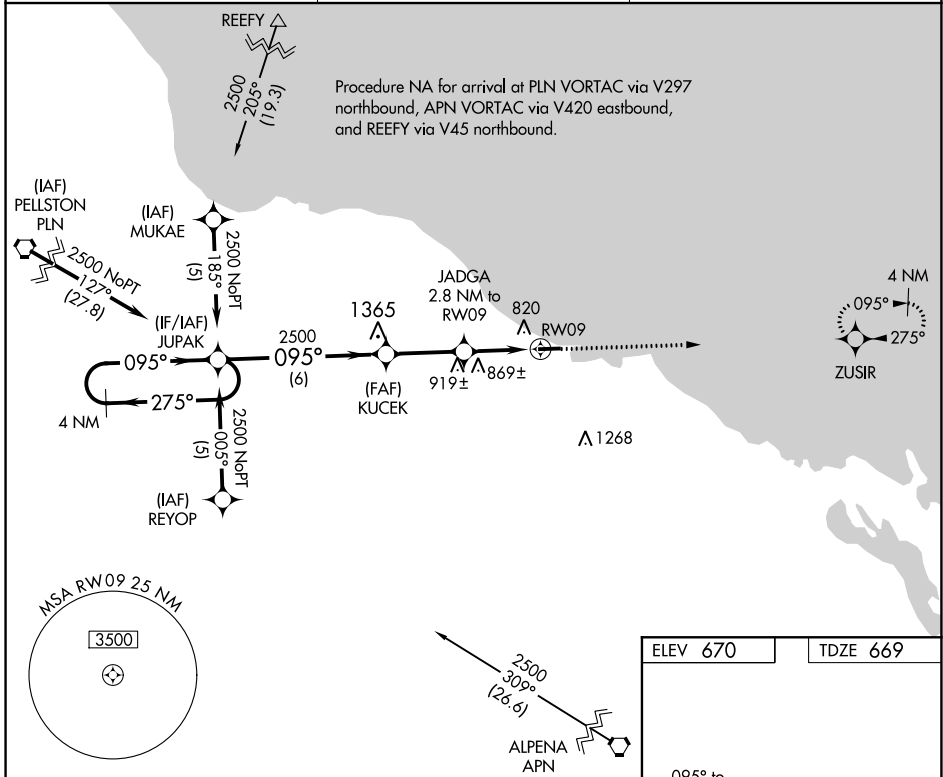 REEFY
2500
205°
(19.3)
Procedure NA for arrival at PLN VORTAC via V297
northbound, APN VORTAC via V420 eastbound,
and REEFY via V45 northbound.
(IAF)
PELLSTON
PLN
2500 NoPT
127°
(27.8)
(IAF)
MUKAE
2500 NoPT
185°
(5)
(IF/IAF)
JUPAK
095°
275°
4 NM
2500
095°
(6)
1365
(FAF)
KUCEK
JADGA
2.8 NM to
RW09
919±
869±
820
RW09
4 NM
095°
275°
ZUSIR
1268
2500 NoPT
005°
(5)
(IAF)
REYOP
MSA RW09 25 NM
3500
2500
309°
(26.6)
ALPENA
APN
ELEV 670
TDZE 669
095° to